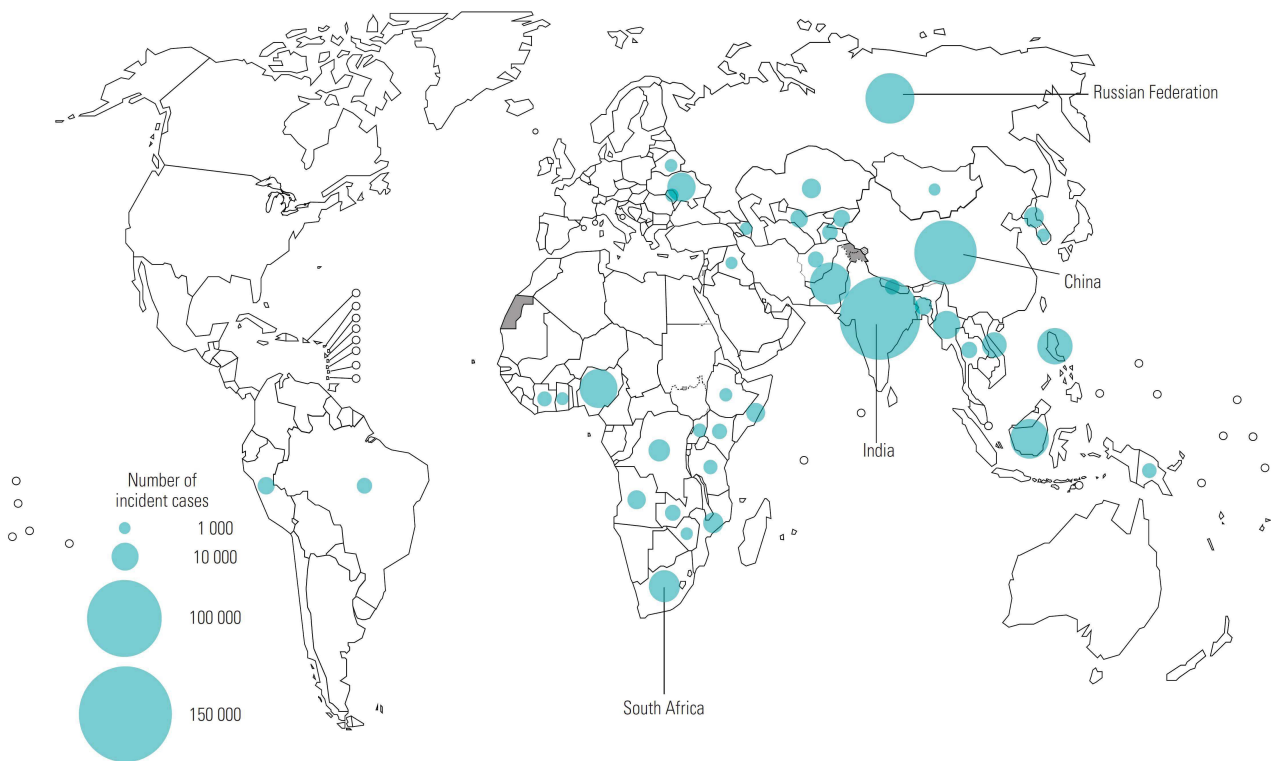 Russian Federation
China
India
Number of
incident cases
1 000
10 000
100 000
150 000
South Africa